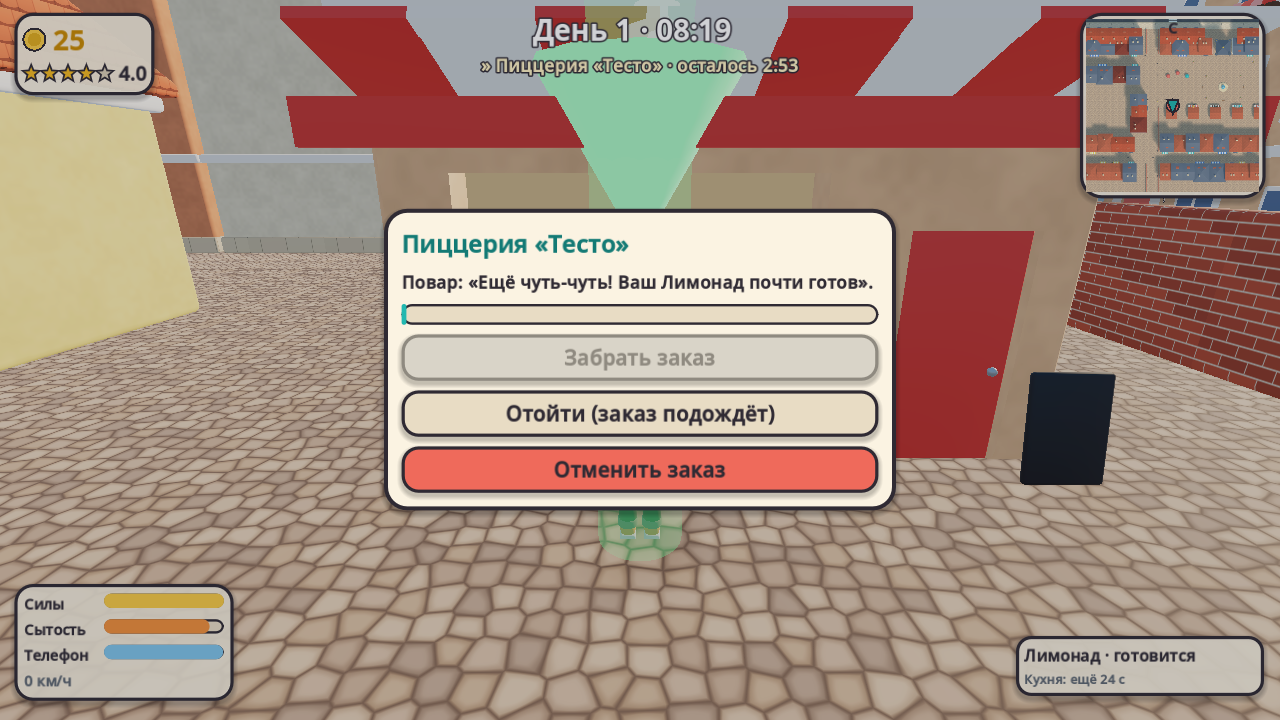 25
4.0
День 1 · 08:19
» Пиццерия «Тесто» · осталось 2:53
С
Пиццерия «Тесто»
Повар: «Ещё чуть-чуть! Ваш Лимонад почти готов».
Забрать заказ
Отойти (заказ подождёт)
Отменить заказ
Силы
Сытость
Телефон
0 км/ч
Лимонад · готовится
Кухня: ещё 24 с